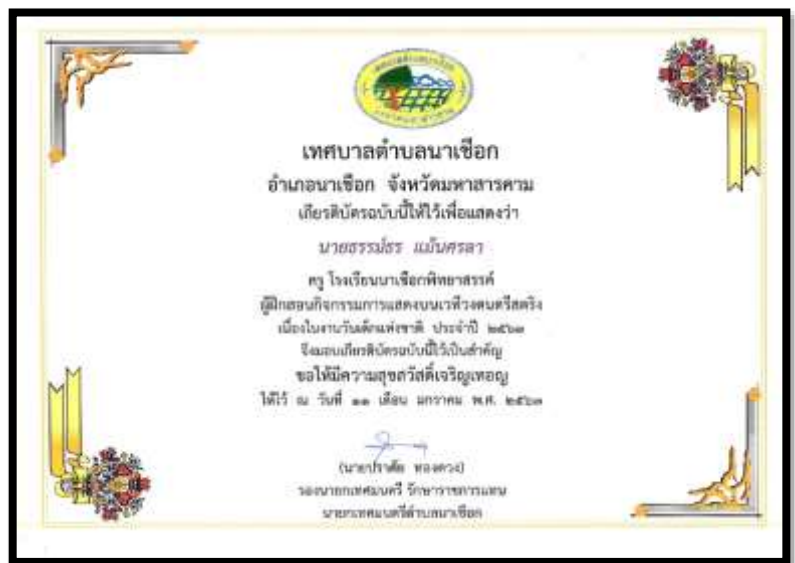 เทศบาลตำบลนาเชือก
อำเภอนาเชือก จังหวัดมหาสารคาม
เกียรติบัตรฉบับนี้ให้ไว้เพื่อแสดงว่า
นายธรรม์ธร
ครู โรงเรียนนาเชือกพิทยาสรรค์
ผู้ฝึกสอนกิจกรรมการแสดงบนเวทีวงดนตรีสตริง
เนื่องในงานวันเด็กแห่งชาติ ประจำปี ๒๕๖๓
จึงมอบเกียรติบัตรฉบับนี้ไว้เป็นสำคัญ
ขอให้มีความสุขสวัสดิ์เจริญเทอญ
ให้ไว้ ณ วันที่ ๑๑ เดือน มกราคม พ.ศ. ๒๕๖๓
รองนายกเทศมนตรี รักษาราชการแทน
นายกเทศมนตรีตำบลนาเชือก